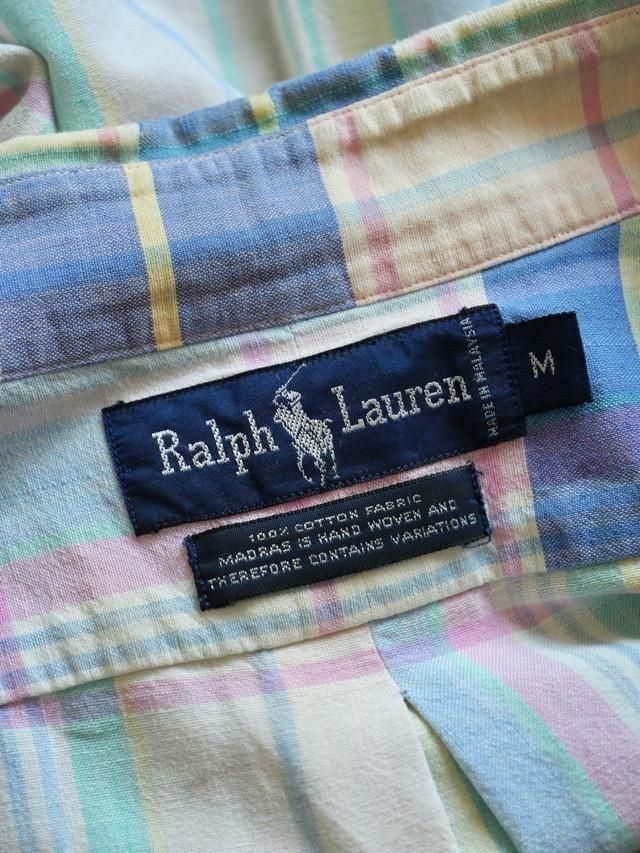 Ralph Lauren
MADE IN MALAYSIA
M
100% COTTON FABRIC
MADRAS IS HAND WOVEN AND
THEREFORE CONTAINS VARIATIONS